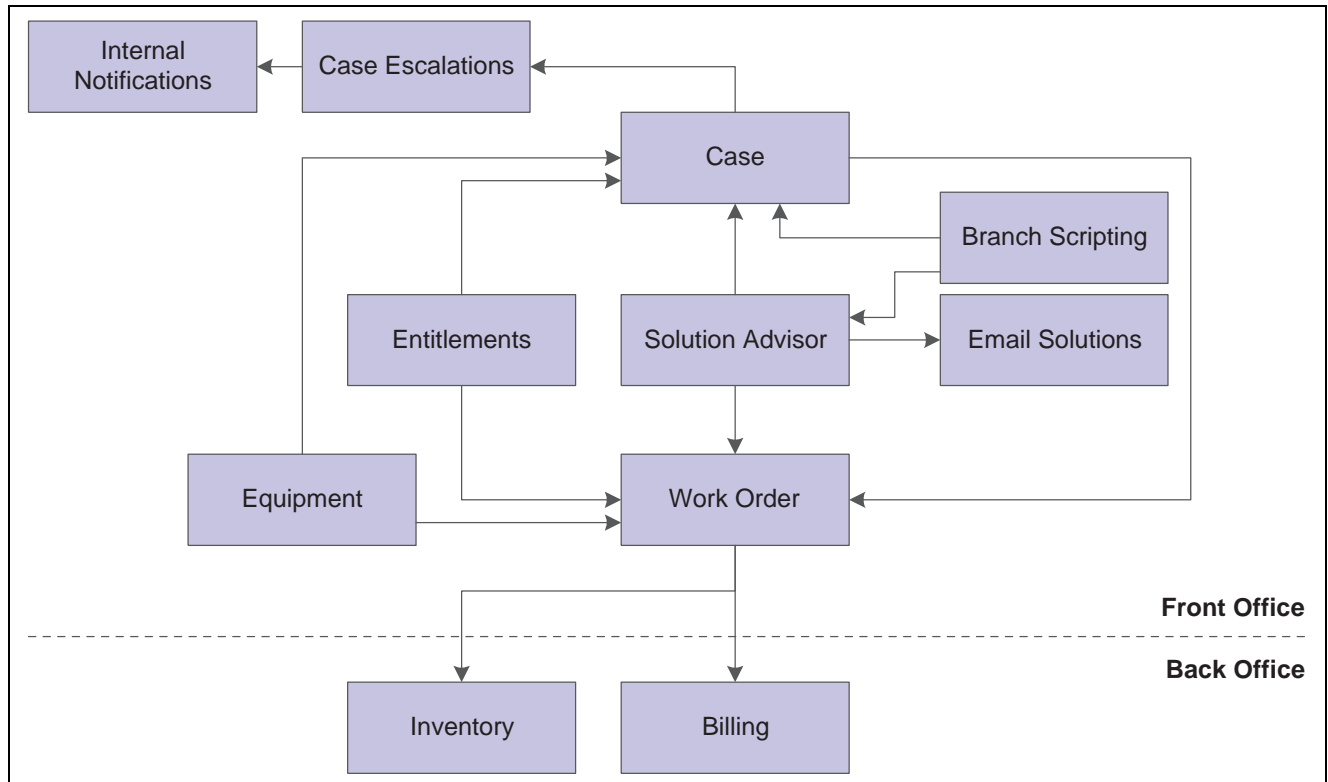 Internal
Notifications
Case Escalations
Case
Branch Scripting
Entitlements
Solution Advisor
Email Solutions
Equipment
Work Order
Front Office
Back Office
Inventory
Billing